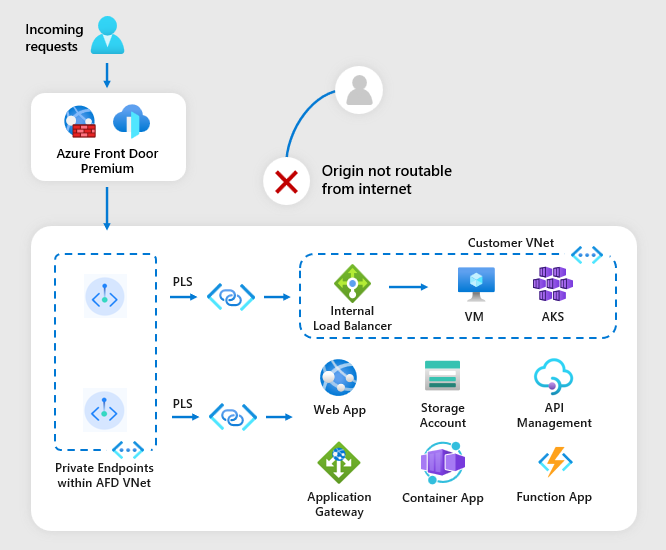 Incoming
requests
Azure Front Door
Premium
Origin not routable
from internet
Customer VNet
PLS
Internal
Load Balancer
VM
AKS
PLS
Web App
Storage
Account
API
Management
Private Endpoints
within AFD VNet
Application
Gateway
Container App
Function App